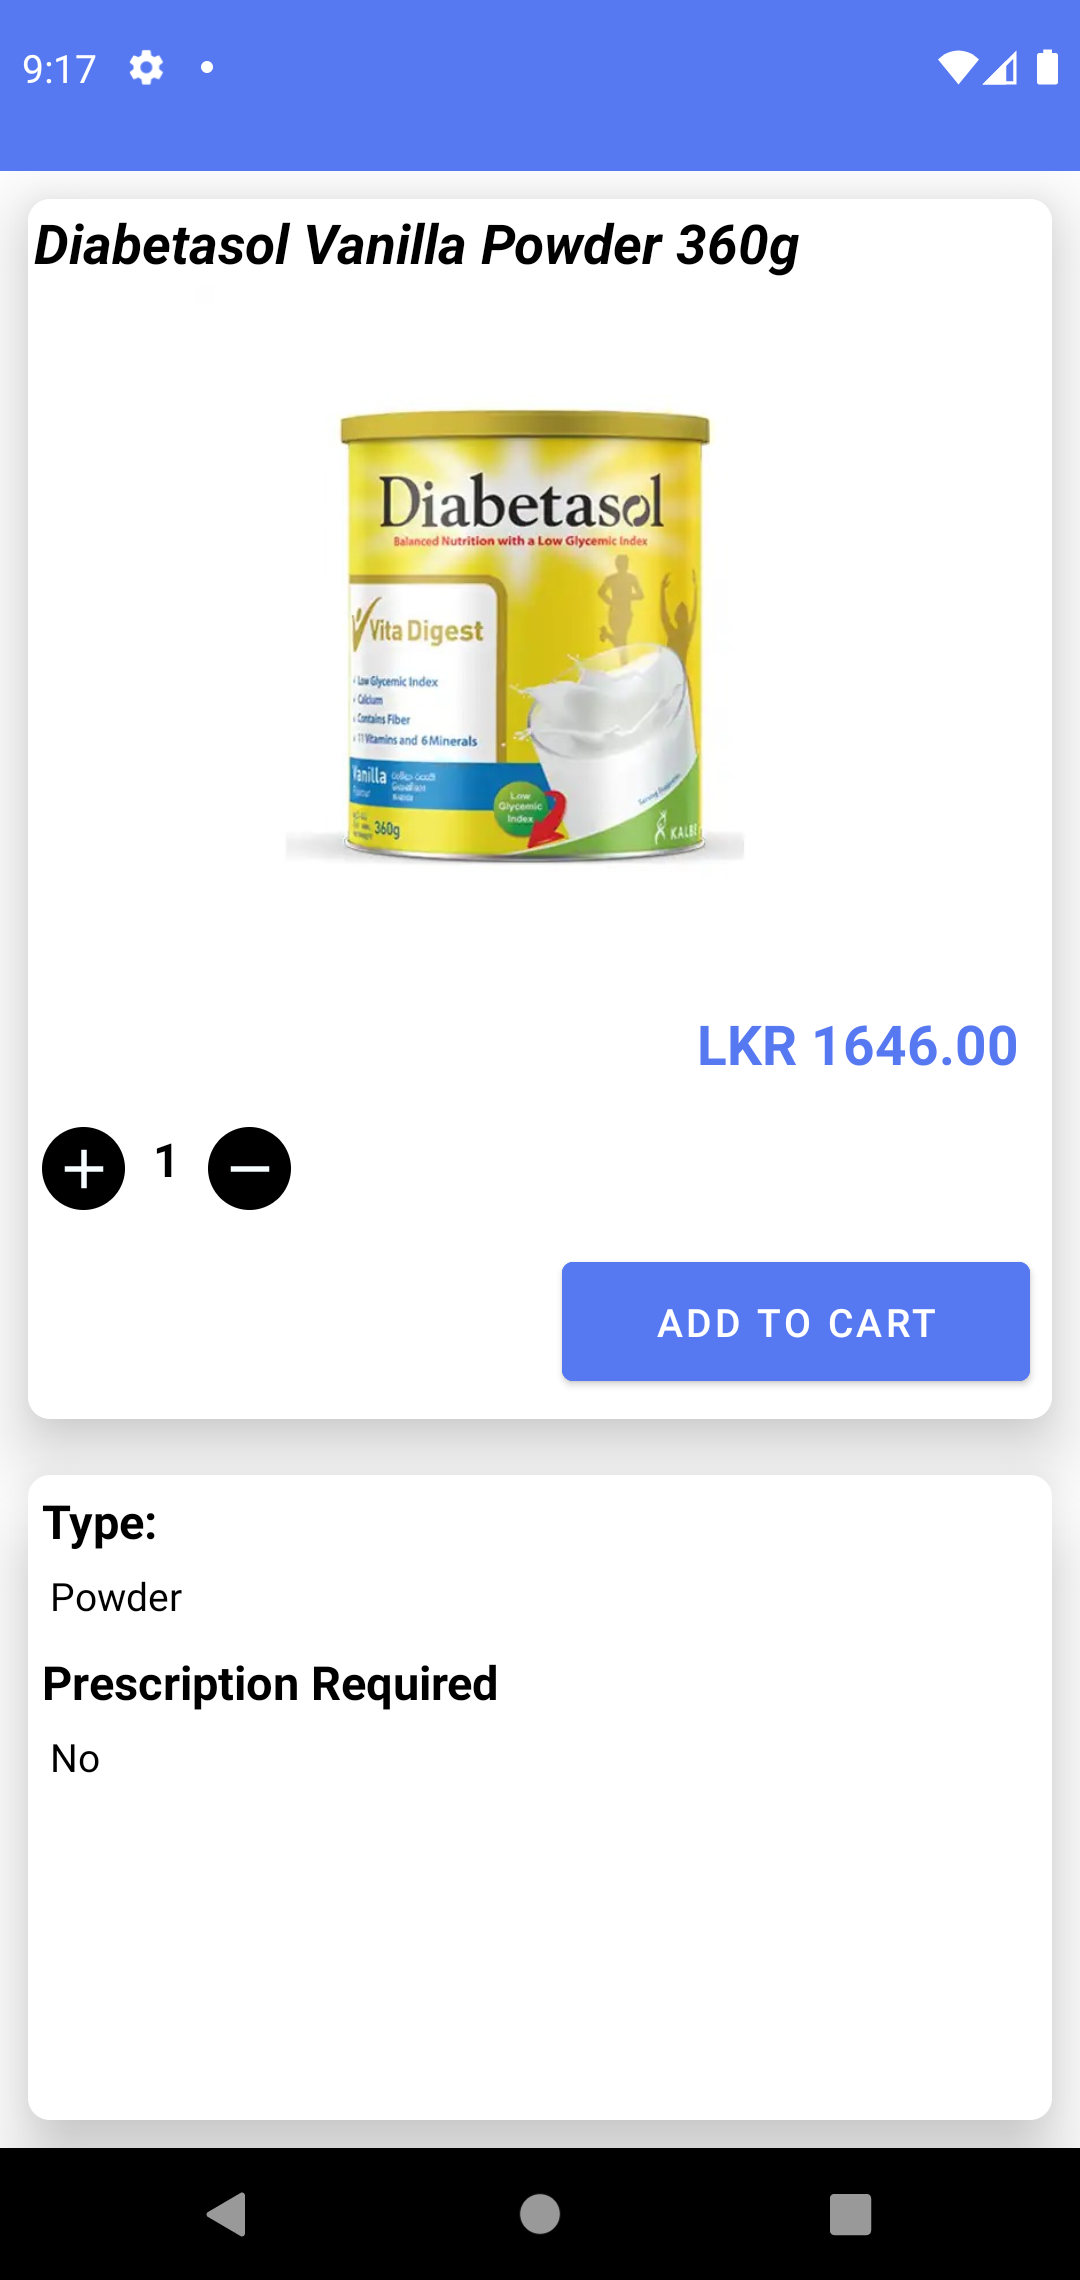 9:17
Diabetasol Vanilla Powder 360g
Diabetasol
Balanced Nutrition with a Low Glycemic Index
Vita Digest
Low Glycemic Index
Calcium
Contains Fiber
11 Vitamins and 6 Minerals
Vanilla
Low
Glycemic
Index
360g
KALBE
LKR 1646.00
1
ADD TO CART
Type:
Powder
Prescription Required
No